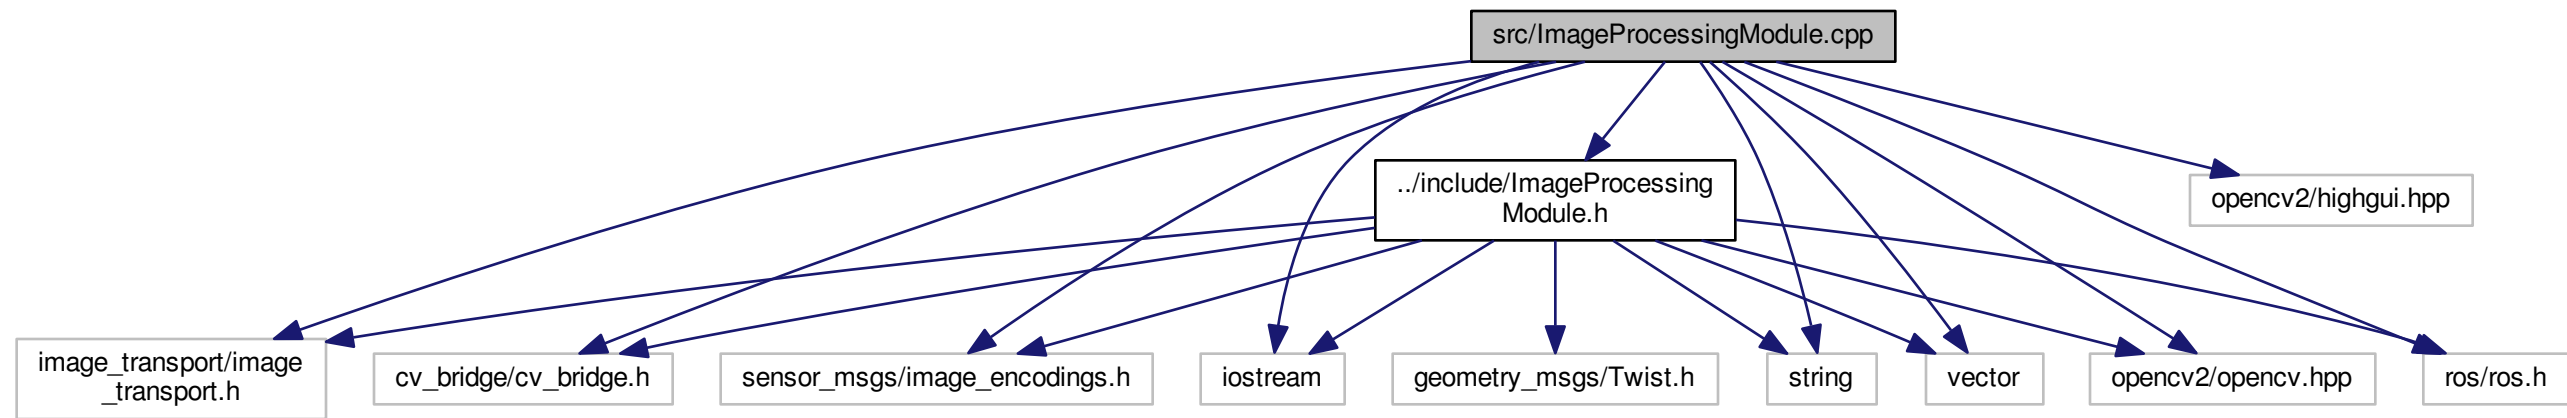 src/ImageProcessingModule.cpp
../include/ImageProcessing
Module.h
opencv2/highgui.hpp
image_transport/image
_transport.h
cv_bridge/cv_bridge.h
sensor_msgs/image_encodings.h
iostream
geometry_msgs/Twist.h
string
vector
opencv2/opencv.hpp
ros/ros.h